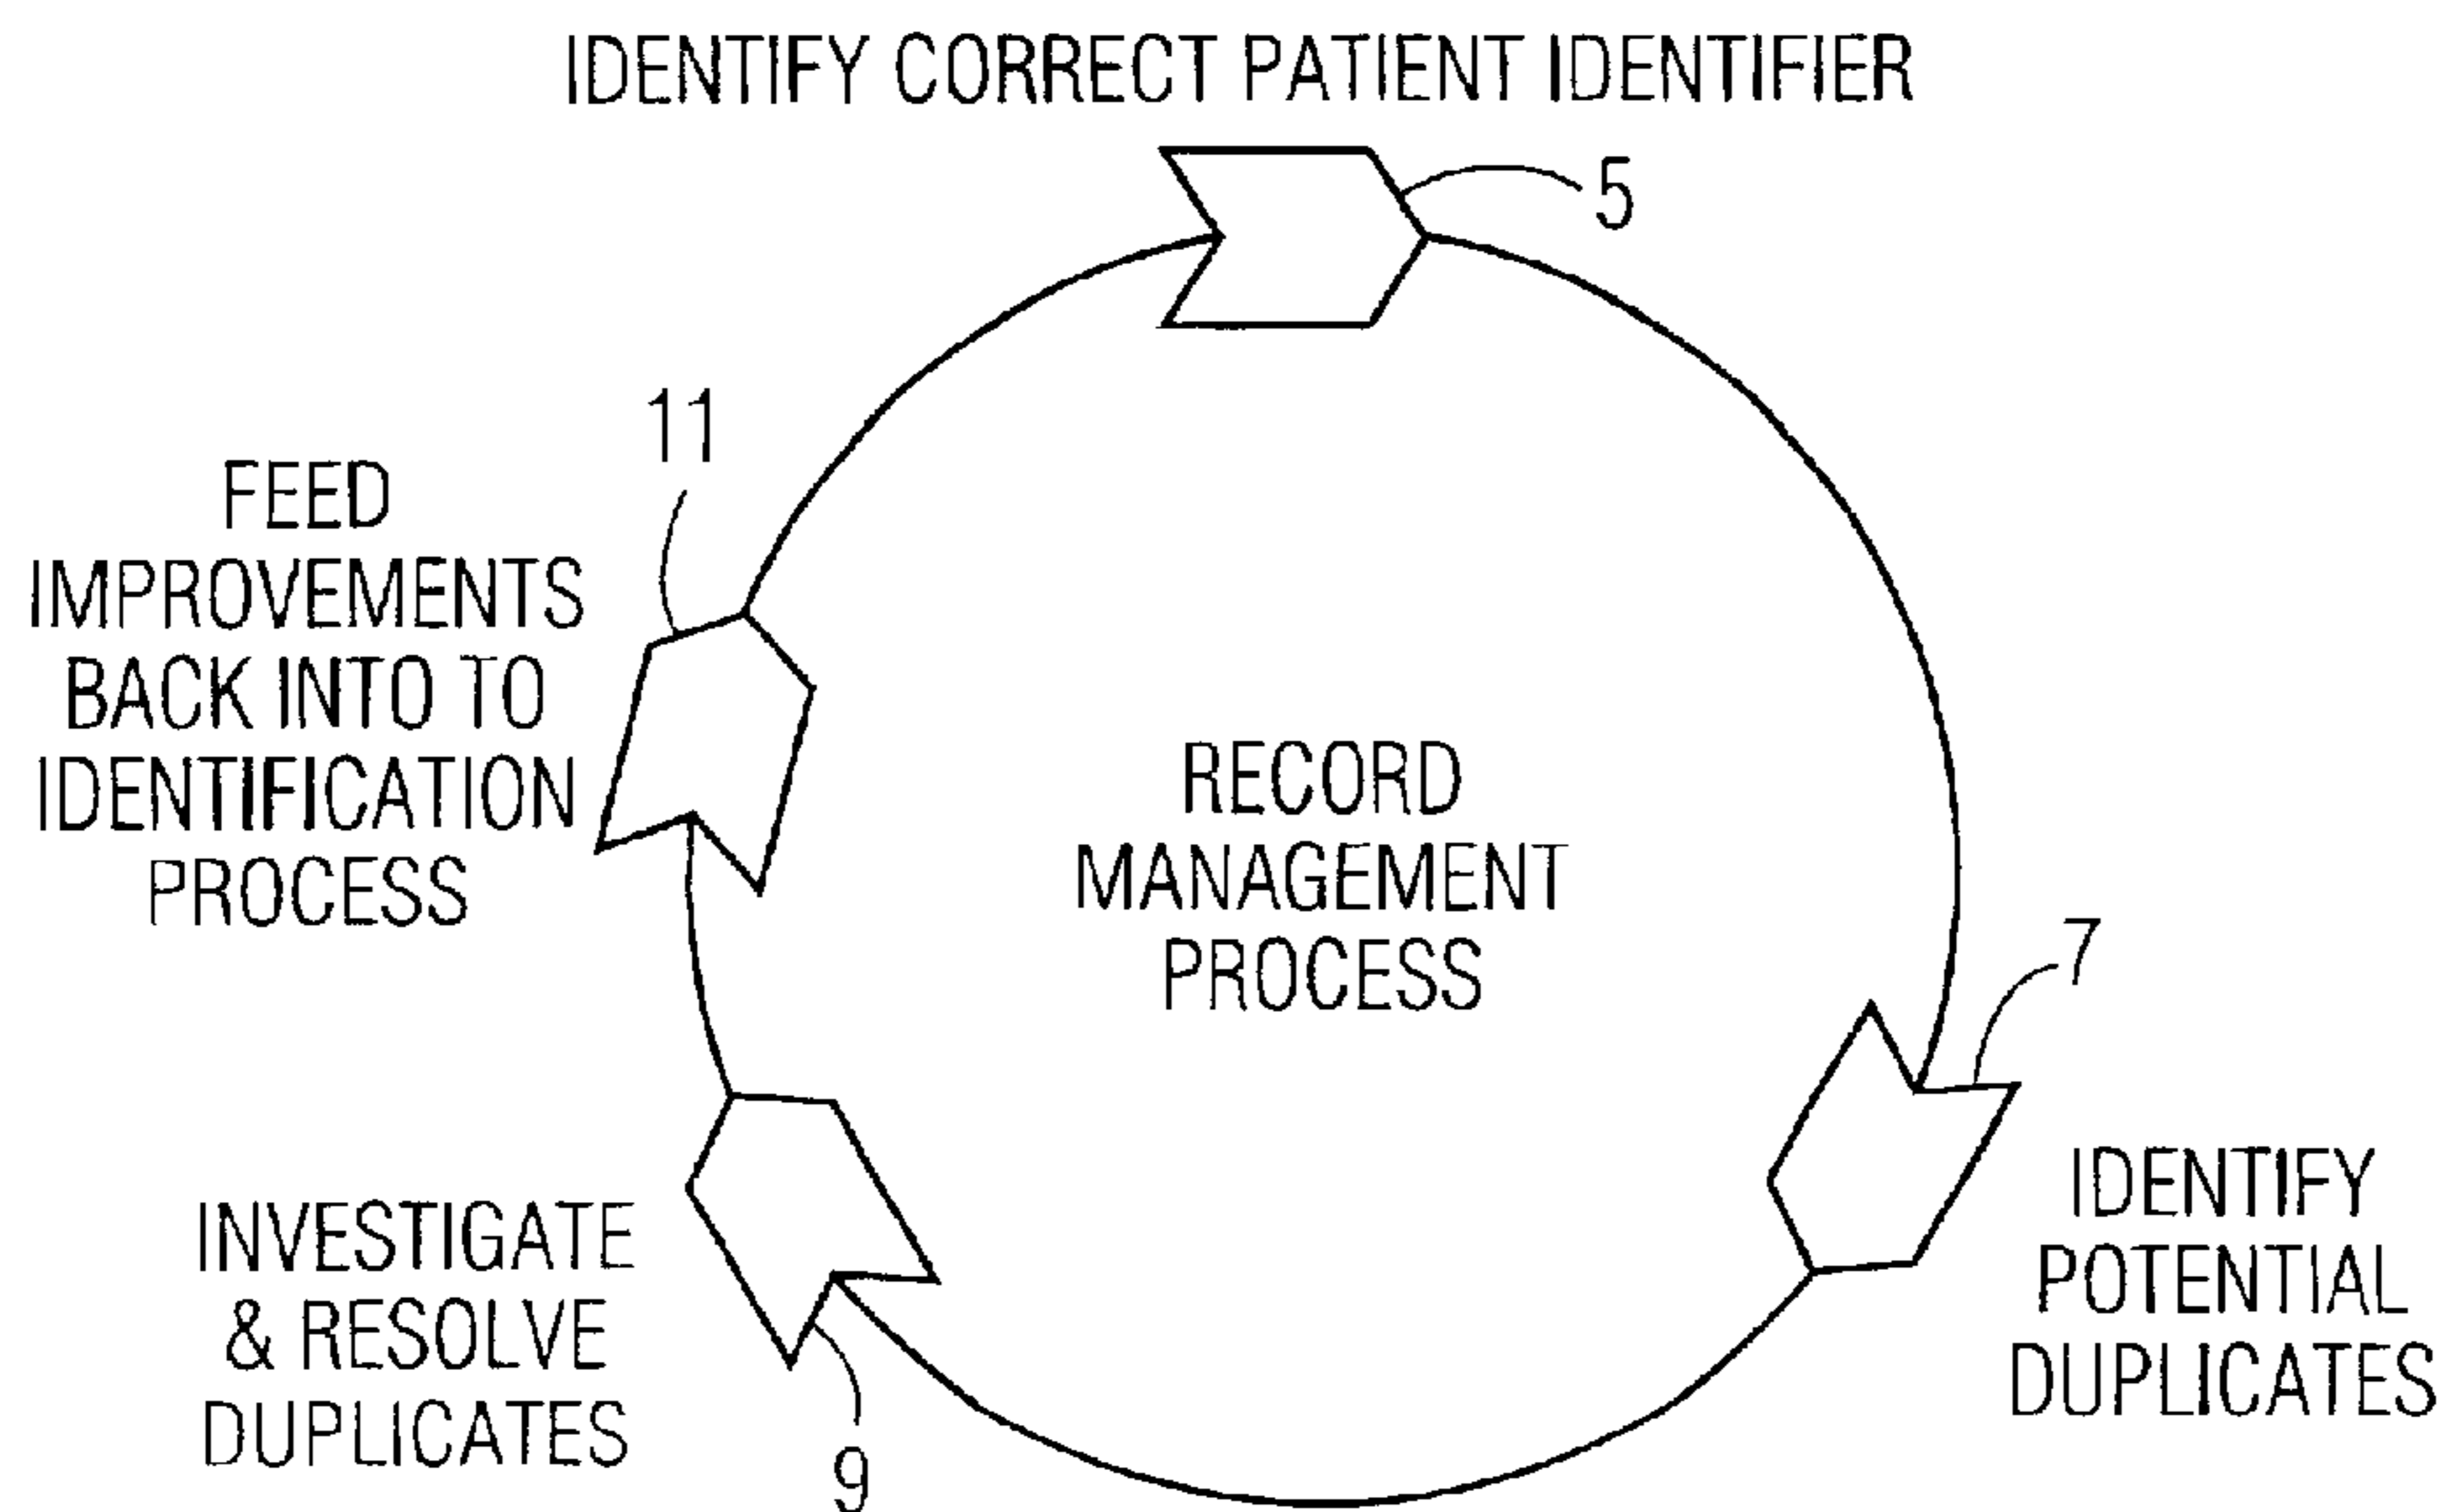 IDENTIFY CORRECT PATIENT IDENTIFIER
5
11
FEED
IMPROVEMENTS
BACK INTO TO
IDENTIFICATION
PROCESS
RECORD
MANAGEMENT
PROCESS
7
IDENTIFY
POTENTIAL
DUPLICATES
INVESTIGATE
& RESOLVE
DUPLICATES
9